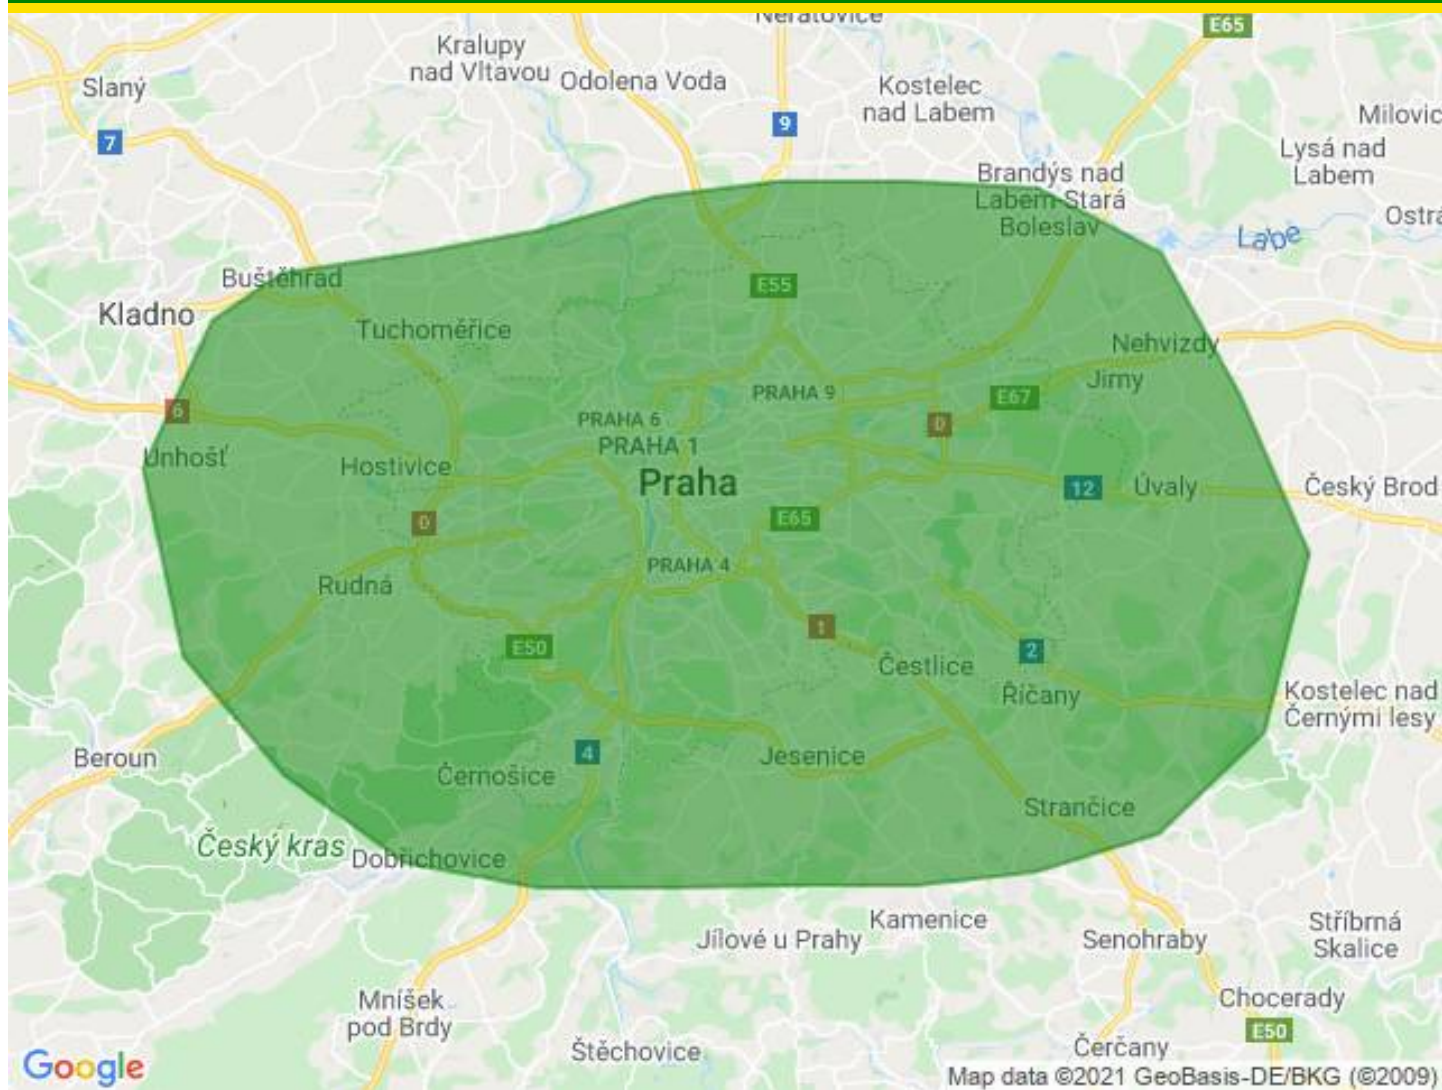 Neratovice
E65
Kralupy
nad Vltavou
Odolena Voda
Slaný
Kostelec
nad Labem
Milovic
9
7
Lysá nad
Labem
Brandýs nad
Labem-Stará
Boleslav
Ostrá
Labe
Buštěhrad
E55
Kladno
Tuchoměřice
Nehvizdy
Jirny
PRAHA 9
E67
6
PRAHA 6
0
PRAHA 1
Unhošť
Hostivice
Praha
12
Úvaly
Český Brod
0
E65
PRAHA 4
Rudná
1
E50
2
Čestlice
Říčany
Kostelec nad
Černými lesy
Beroun
4
Jesenice
Černošice
Strančice
Český kras
Dobřichovice
Kamenice
Jílové u Prahy
Senohraby
Stříbrná
Skalice
Mníšek
pod Brdy
Chocerady
E50
Štěchovice
Čerčany
Google
Map data ©2021 GeoBasis-DE/BKG (©2009)